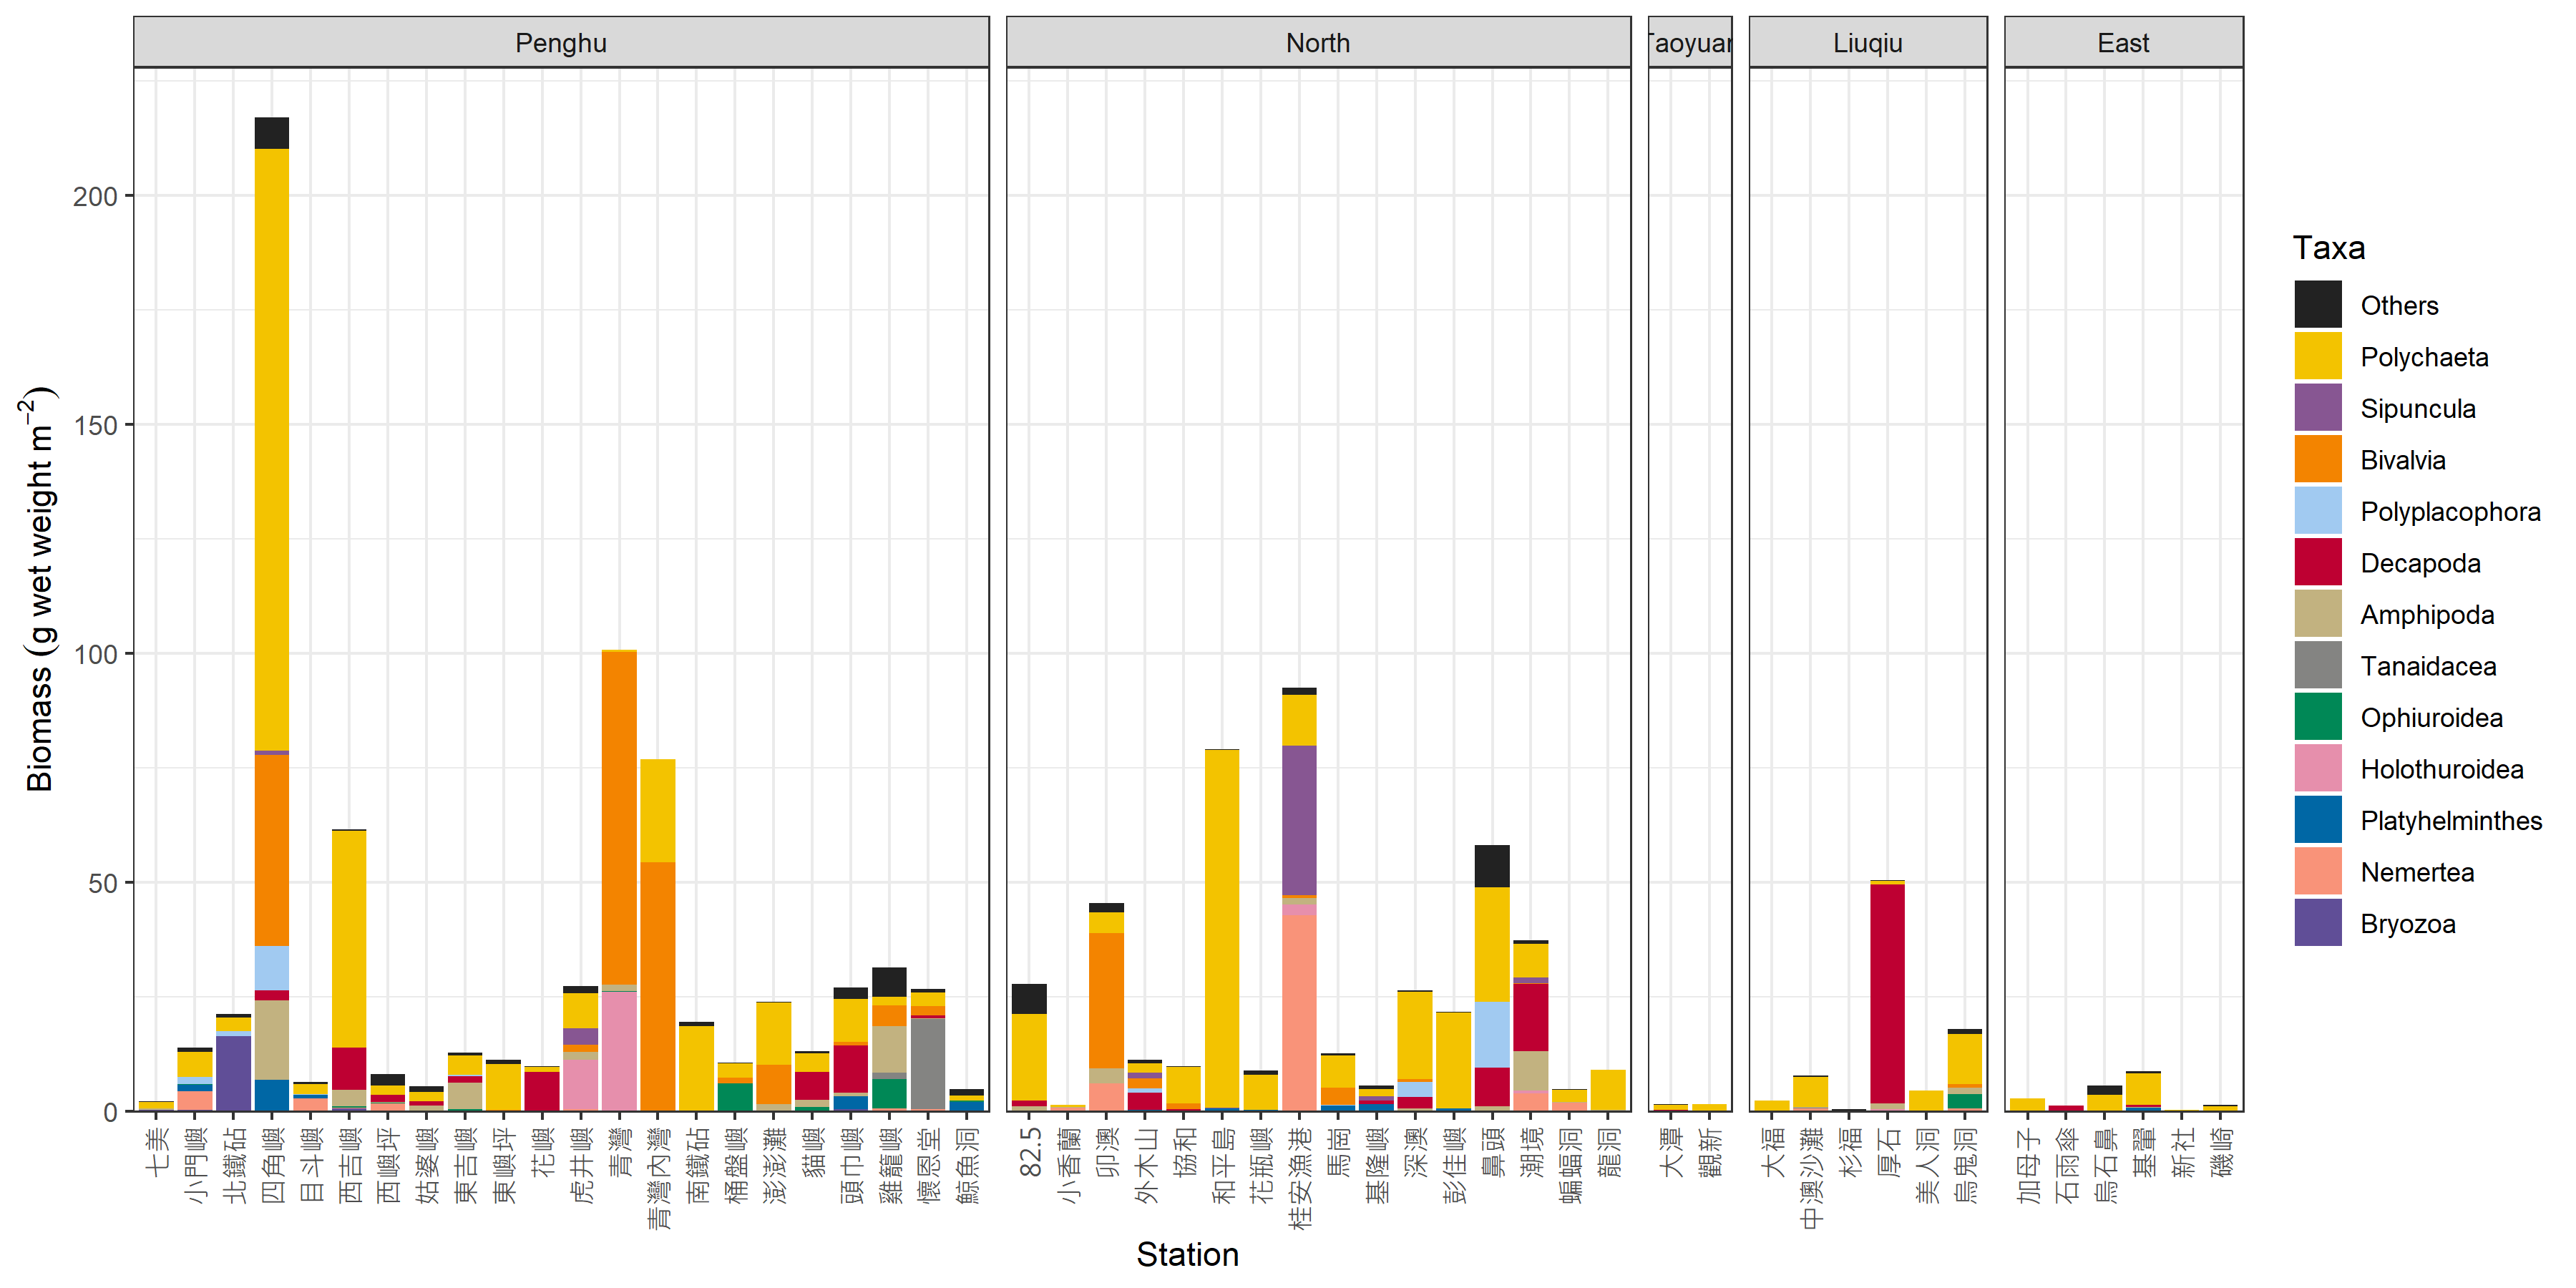 Penghu
North
Taoyuan
Liuqiu
East
Biomass (g wet weight m⁻²)
200
150
100
50
0
七美
小門嶼
北鐵砧
四角嶼
目斗嶼
西吉嶼
西嶼坪
姑婆嶼
東吉嶼
東嶼坪
花嶼
虎井嶼
青灣
青灣內灣
南鐵砧
桶盤嶼
澎澎灘
貓嶼
頭巾嶼
雞籠嶼
懷恩堂
鯨魚洞
82.5
小香蘭
卯澳
外木山
協和
和平島
花瓶嶼
桂安漁港
馬崗
基隆嶼
深澳
彭佳嶼
鼻頭
潮境
蝙蝠洞
龍洞
大潭
觀新
大福
中澳沙灘
杉福
厚石
美人洞
烏鬼洞
加母子
石雨傘
烏石鼻
基翬
新社
磯崎
Station
Taxa
Others
Polychaeta
Sipuncula
Bivalvia
Polyplacophora
Decapoda
Amphipoda
Tanaidacea
Ophiuroidea
Holothuroidea
Platyhelminthes
Nemertea
Bryozoa